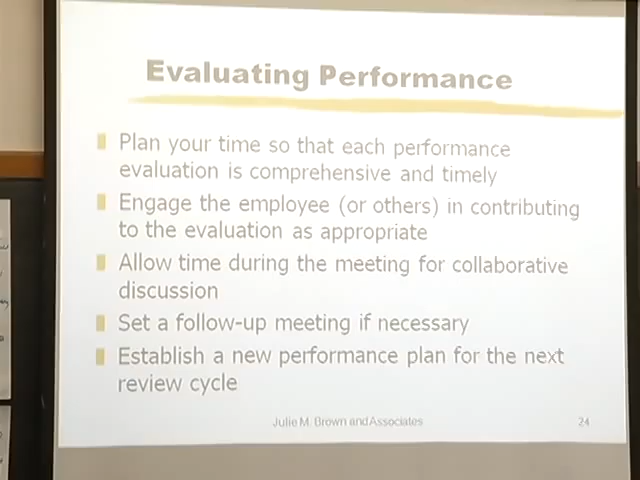 Evaluating Performance
Plan your time so that each performance
evaluation is comprehensive and timely
Engage the employee (or others) in contributing
to the evaluation as appropriate
Allow time during the meeting for collaborative
discussion
Set a follow-up meeting if necessary
Establish a new performance plan for the next
review cycle
Julie M. Brown and Associates 24